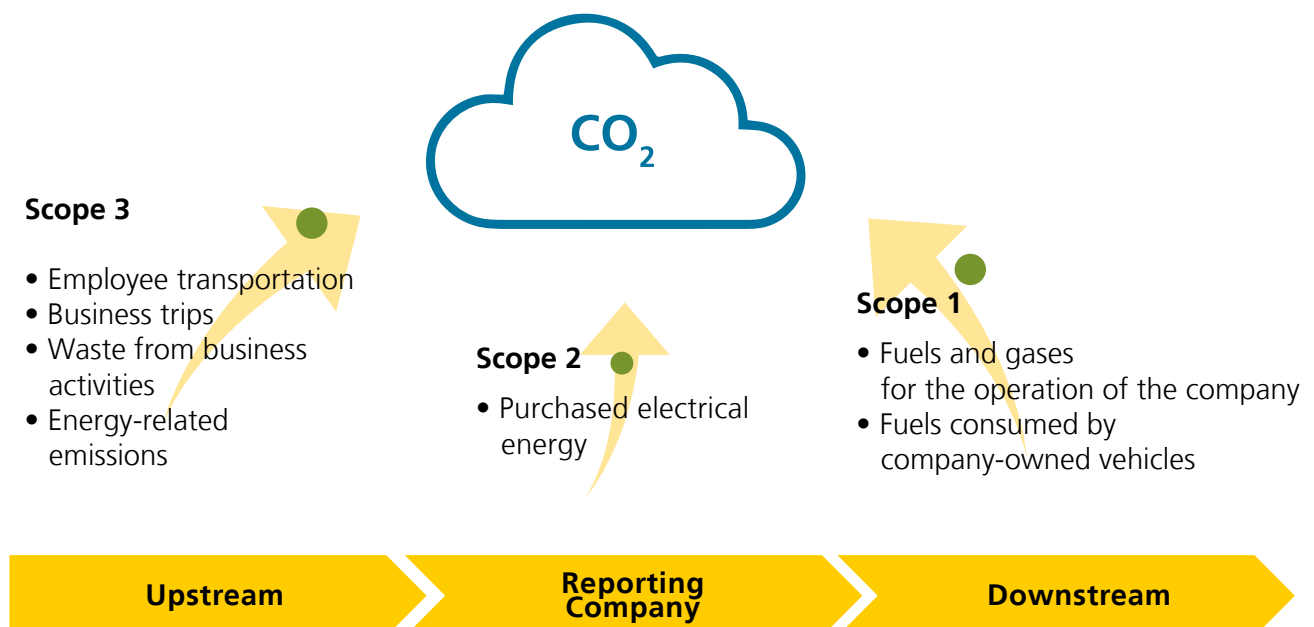 CO₂
Scope 3
• Employee transportation
• Business trips
• Waste from business
activities
• Energy-related
emissions
Scope 2
• Purchased electrical
energy
Scope 1
• Fuels and gases
for the operation of the company
• Fuels consumed by
company-owned vehicles
Upstream
Reporting
Company
Downstream